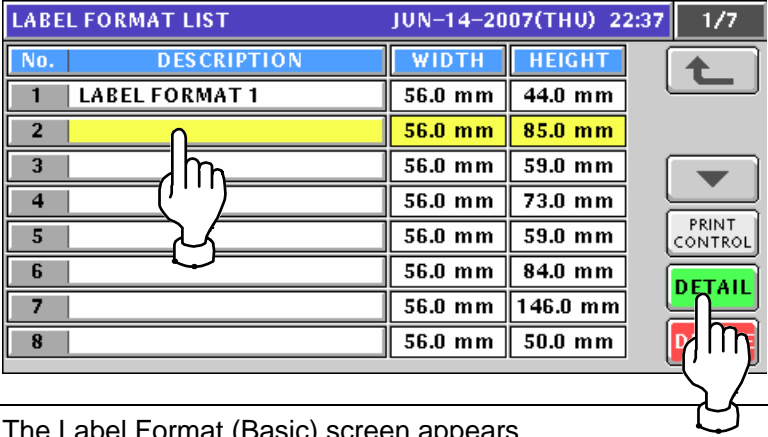 LABEL FORMAT LIST JUN-14-2007(THU) 22:37 1/7
No. DESCRIPTION WIDTH HEIGHT
1 LABEL FORMAT 1 56.0 mm 44.0 mm
2 56.0 mm 85.0 mm
3 56.0 mm 59.0 mm
4 56.0 mm 73.0 mm
5 56.0 mm 59.0 mm
6 56.0 mm 84.0 mm
7 56.0 mm 146.0 mm
8 56.0 mm 50.0 mm
PRINT
CONTROL
DETAIL
The Label Format (Basic) screen appears